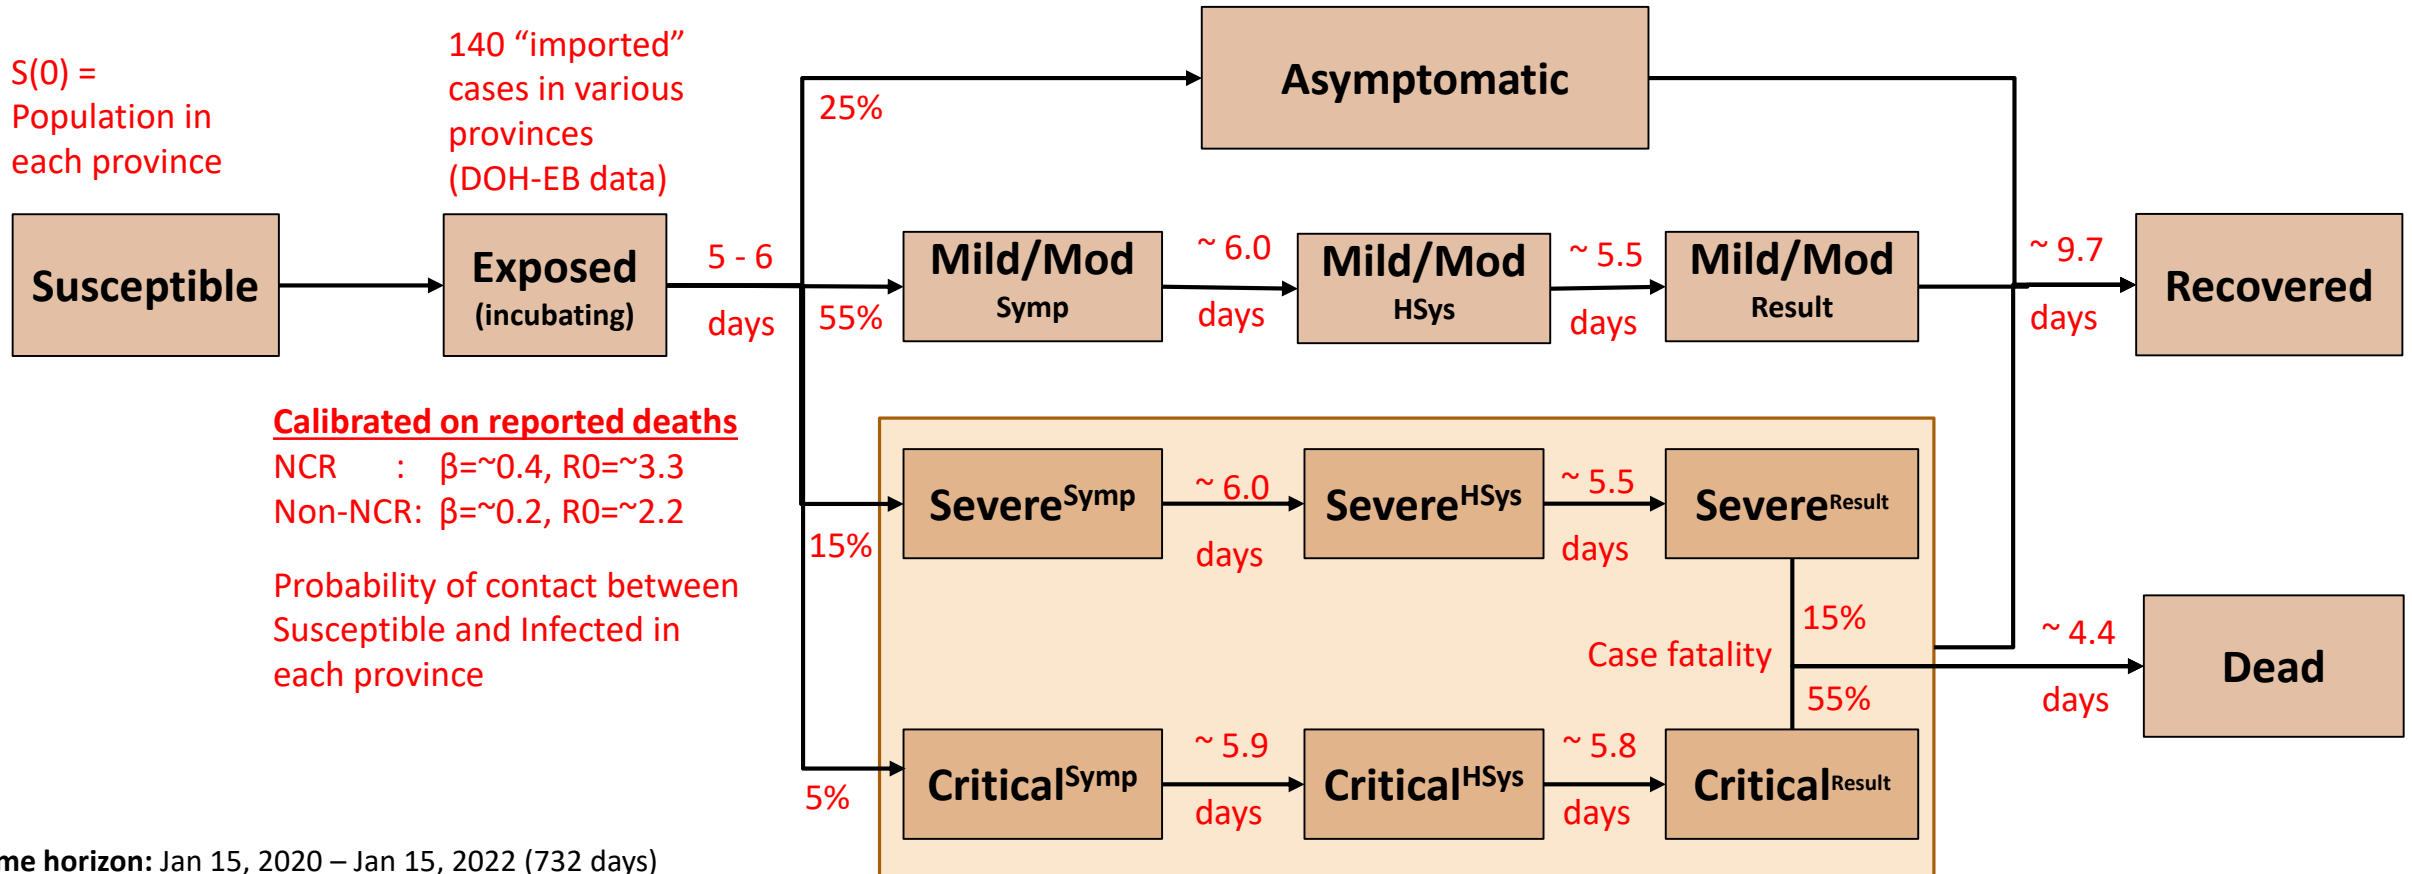 S(0) =
Population in
each province
140 “imported”
cases in various
provinces
(DOH-EB data)
Susceptible
Exposed
(incubating)
5 - 6
days
25%
55%
15%
5%
Asymptomatic
Mild/Mod
Symp
~ 6.0
days
Mild/Mod
HSys
~ 5.5
days
Mild/Mod
Result
~ 9.7
days
Recovered
Calibrated on reported deaths
NCR : β=~0.4, R0=~3.3
Non-NCR: β=~0.2, R0=~2.2
Probability of contact between
Susceptible and Infected in
each province
Severe Symp
~ 6.0
days
Severe HSys
~ 5.5
days
Severe Result
15%
Case fatality
55%
~ 4.4
days
Dead
Critical Symp
~ 5.9
days
Critical HSys
~ 5.8
days
Critical Result
me horizon: Jan 15, 2020 – Jan 15, 2022 (732 days)